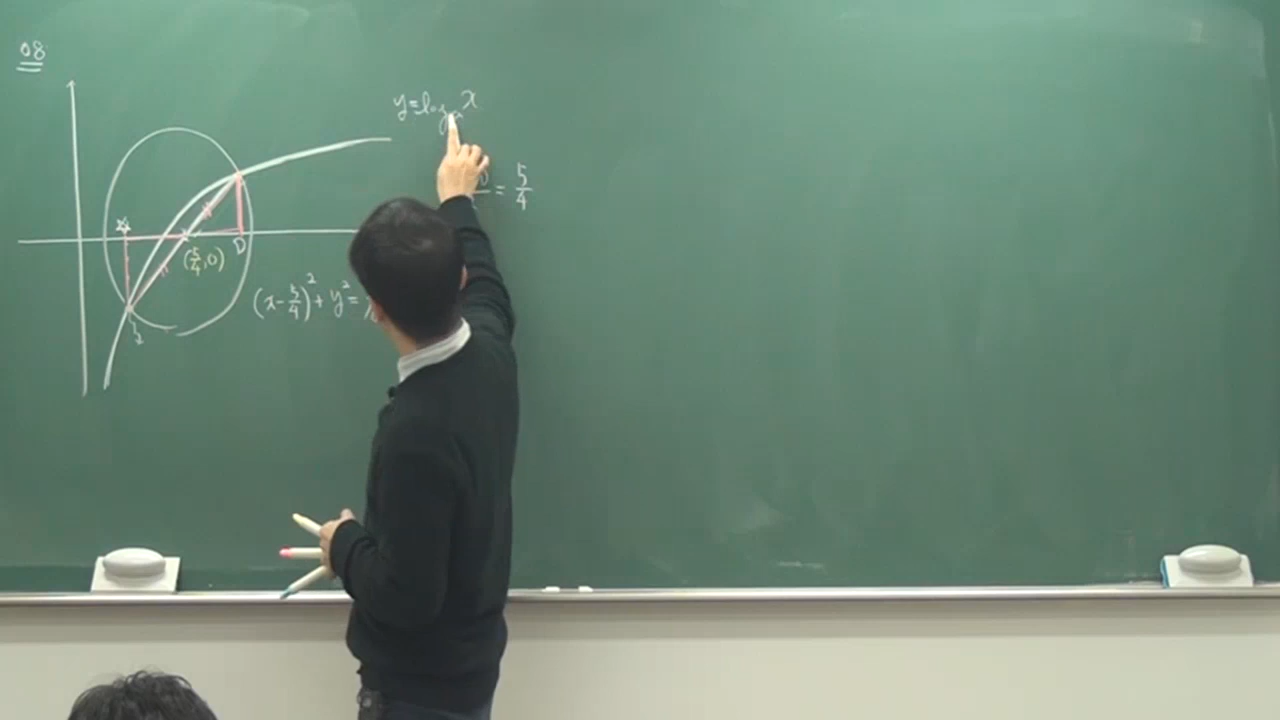 08
y=log x
= 5/4
D
(5/4, 0)
(x-5/4)²+y²=